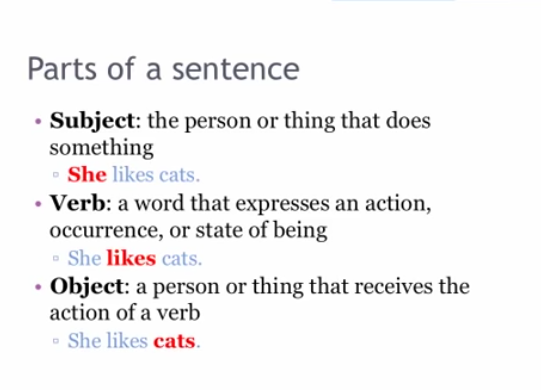 Parts of a sentence
• Subject: the person or thing that does
something
▫ She likes cats.
• Verb: a word that expresses an action,
occurrence, or state of being
▫ She likes cats.
• Object: a person or thing that receives the
action of a verb
▫ She likes cats.